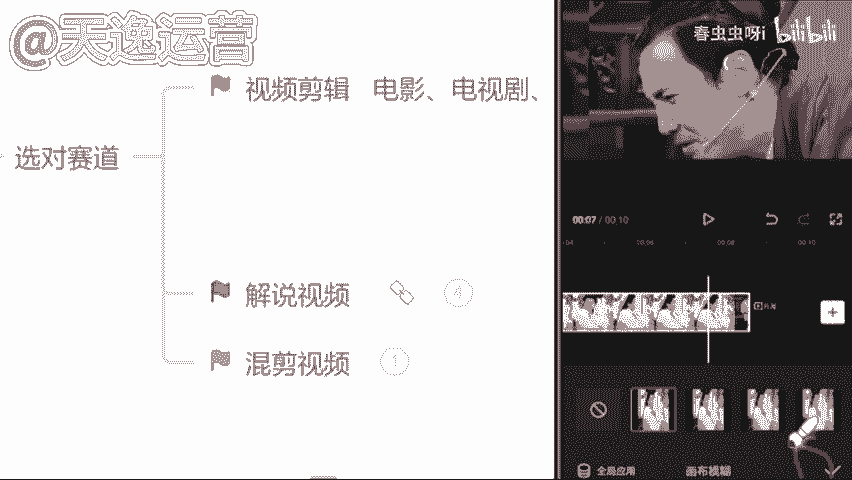 @天逸运营
视频剪辑 电影、电视剧、
选对赛道
解说视频 4
混剪视频 1
春虫虫呀i bilibili
00:07 / 00:10
全局应用 画布模糊